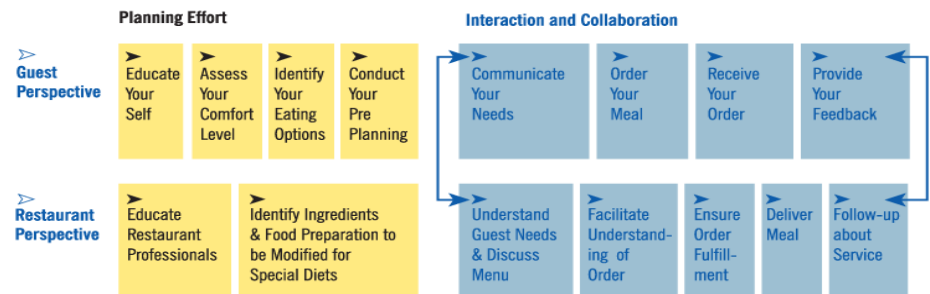 Planning Effort
Interaction and Collaboration
Guest
Perspective
Educate
Your
Self
Assess
Your
Comfort
Level
Identify
Your
Eating
Options
Conduct
Your
Pre
Planning
Communicate
Your
Needs
Order
Your
Meal
Receive
Your
Order
Provide
Your
Feedback
Restaurant
Perspective
Educate
Restaurant
Professionals
Identify Ingredients
& Food Preparation to
be Modified for
Special Diets
Understand
Guest Needs
& Discuss
Menu
Facilitate
Understand-
ing of
Order
Ensure
Order
Fulfill-
ment
Deliver
Meal
Follow-up
about
Service